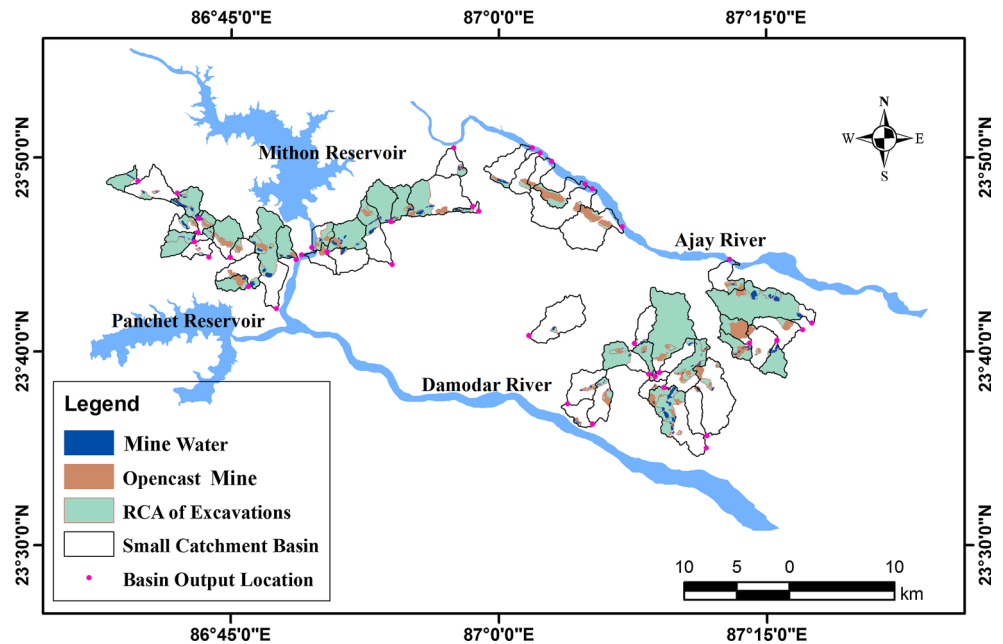 86°45'0"E 87°0'0"E 87°15'0"E
23°50'0"N
23°50'0"N
N
W E
S
Mithon Reservoir
Ajay River
Panchet Reservoir
23°40'0"N
23°40'0"N
Damodar River
Legend
Mine Water
Opencast Mine
RCA of Excavations
Small Catchment Basin
Basin Output Location
23°30'0"N
23°30'0"N
10 5 0 10
km
86°45'0"E 87°0'0"E 87°15'0"E